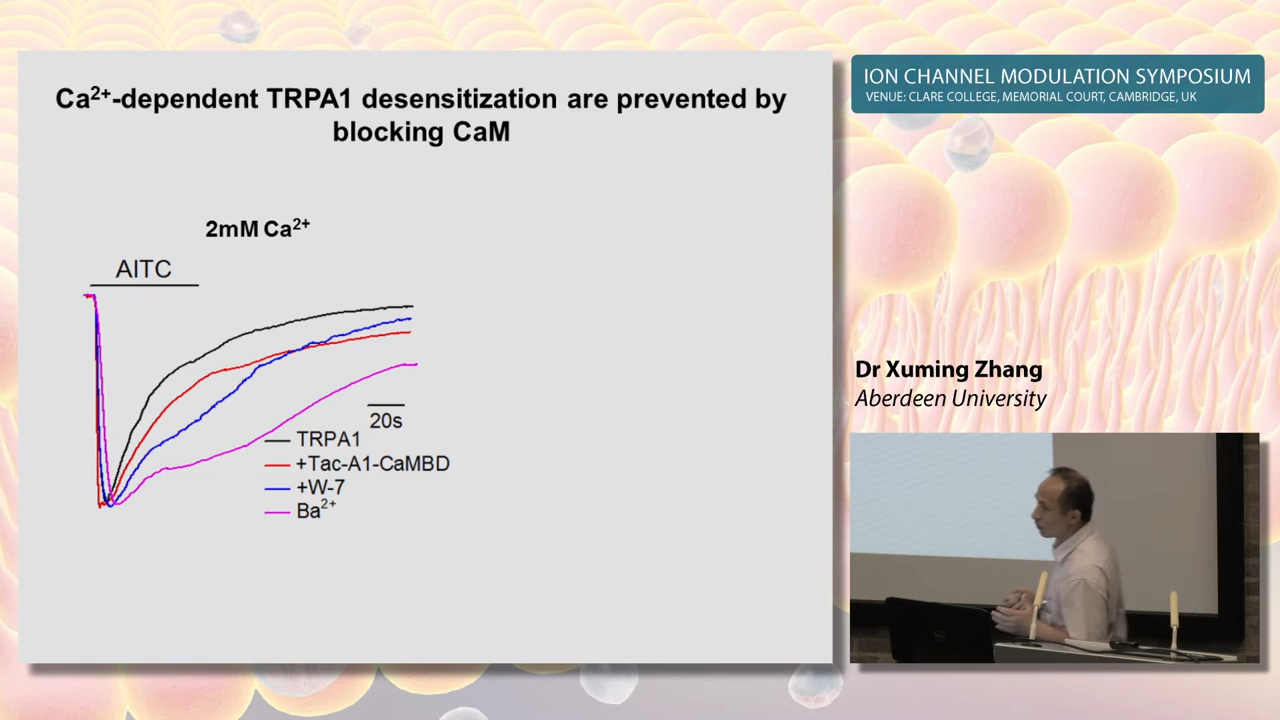 Ca²⁺-dependent TRPA1 desensitization are prevented by
blocking CaM
2mM Ca²⁺
AITC
20s
TRPA1
+Tac-A1-CaMBD
+W-7
Ba²⁺
ION CHANNEL MODULATION SYMPOSIUM
VENUE: CLARE COLLEGE, MEMORIAL COURT, CAMBRIDGE, UK
Dr Xuming Zhang
Aberdeen University